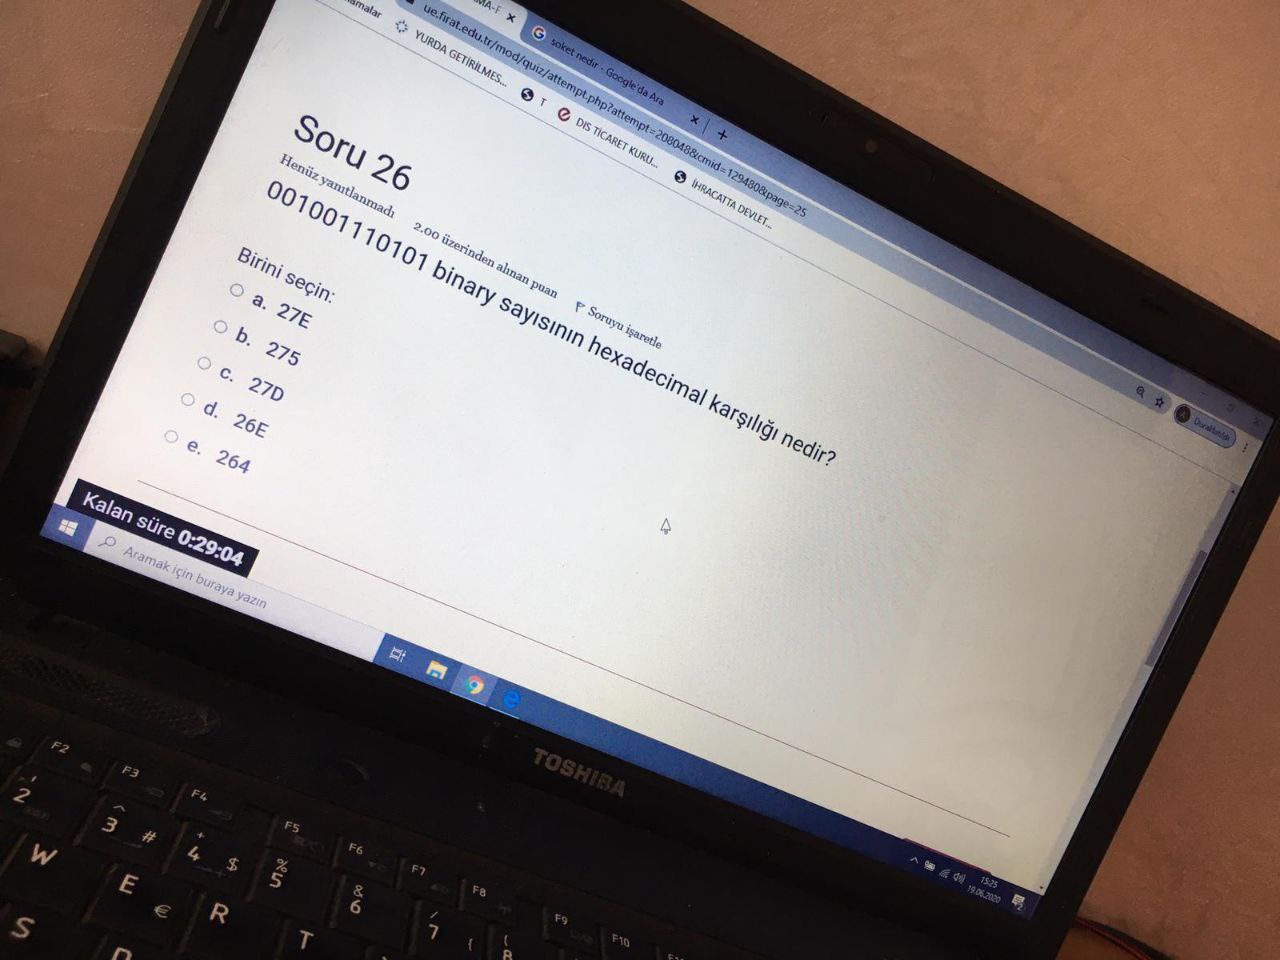 MA-F
soket nedir - Google'da Ara
ue.firat.edu.tr/mod/quiz/attempt.php?attempt=208048&cmid=129480&page=25
YURDA GETİRİLMES...
T
DIŞ TİCARET KURU...
İHRACATTA DEVLET...
Duraklatıldı
Soru 26
Henüz yanıtlanmadı 2.00 üzerinden alınan puan Soruyu işaretle
001001110101 binary sayısının hexadecimal karşılığı nedir?
Birini seçin:
a. 27E
b. 275
c. 27D
d. 26E
e. 264
Kalan süre 0:29:04
Aramak için buraya yazın
15:25
19.06.2020
TOSHIBA
F2 F3 F4 F5 F6 F7 F8 F9 F10
' 2 ^ 3 # + 4 $ % 5 & 6 / 7 { ( 8
W E € R T
S